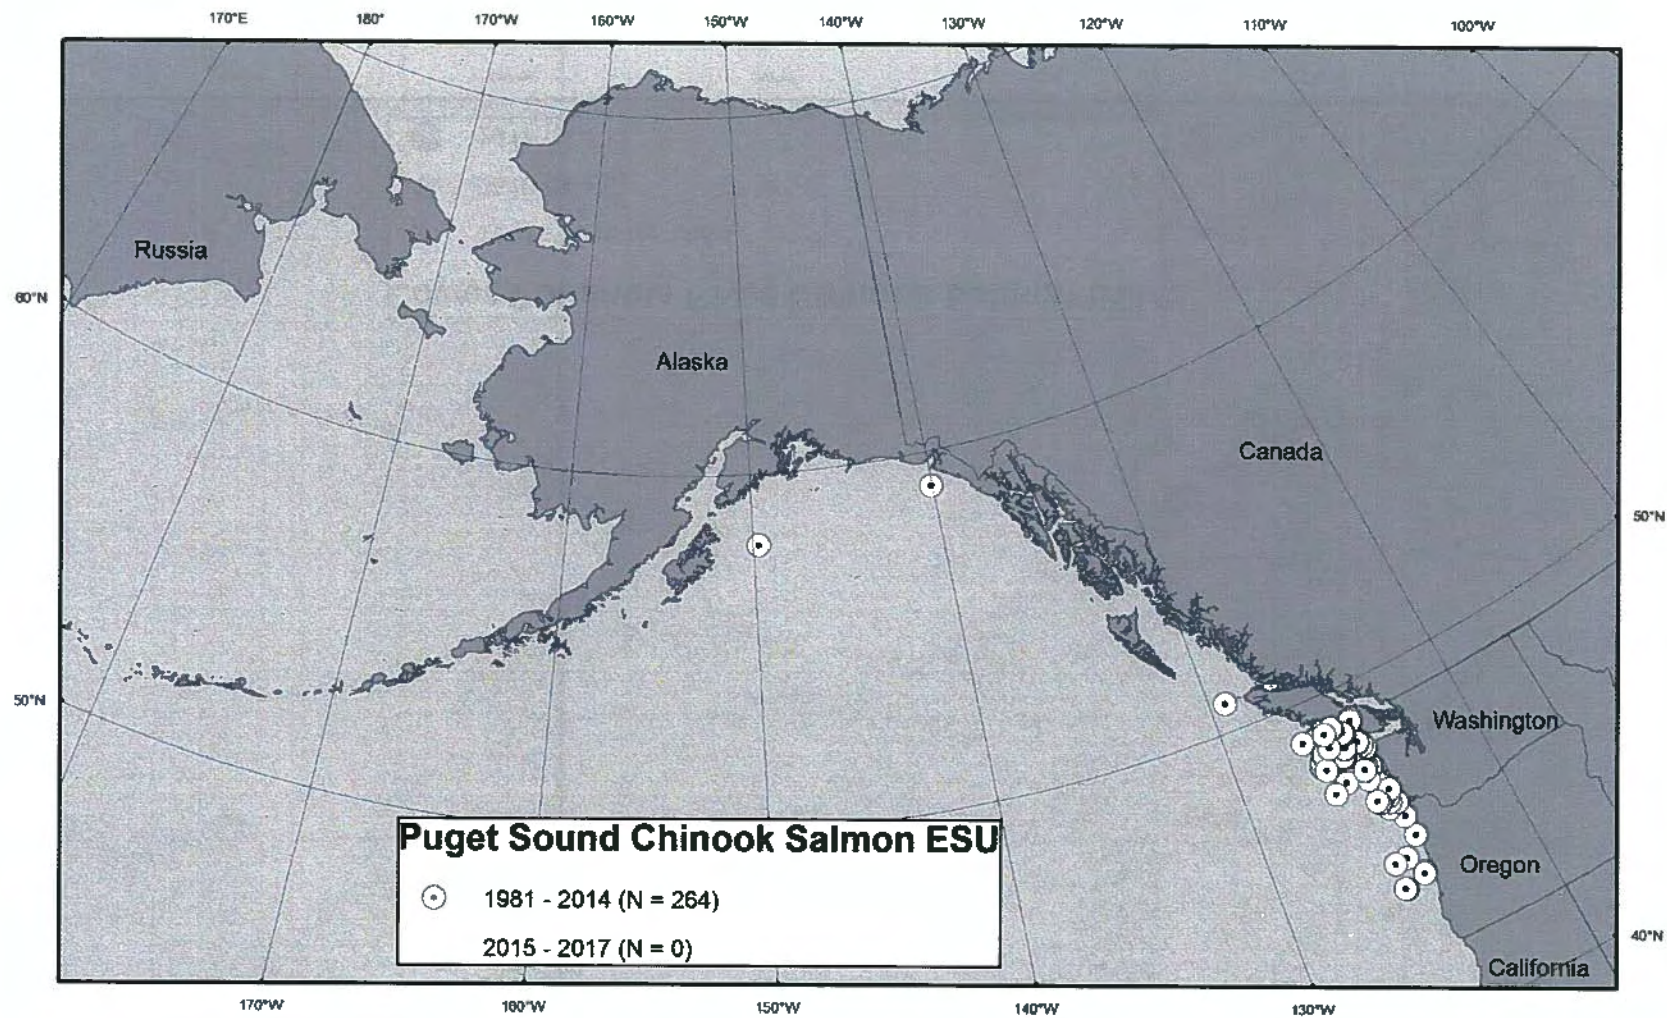 170°E 180° 170°W 160°W 150°W 140°W 130°W 120°W 110°W 100°W
Russia
60°N
Alaska
Canada
50°N
50°N
Washington
Puget Sound Chinook Salmon ESU
Oregon
1981 - 2014 (N = 264)
40°N
2015 - 2017 (N = 0)
California
170°W 160°W 150°W 140°W 130°W